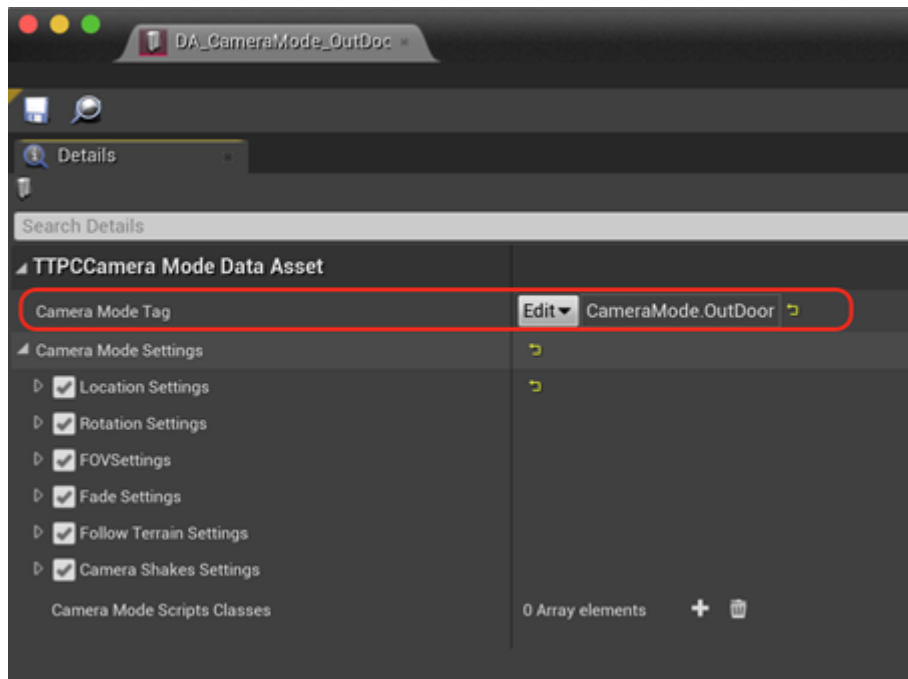 DA_CameraMode_OutDoc
Details
Search Details
TTPCCamera Mode Data Asset
Camera Mode Tag Edit CameraMode.OutDoor
Camera Mode Settings
Location Settings
Rotation Settings
FOVSettings
Fade Settings
Follow Terrain Settings
Camera Shakes Settings
Camera Mode Scripts Classes 0 Array elements